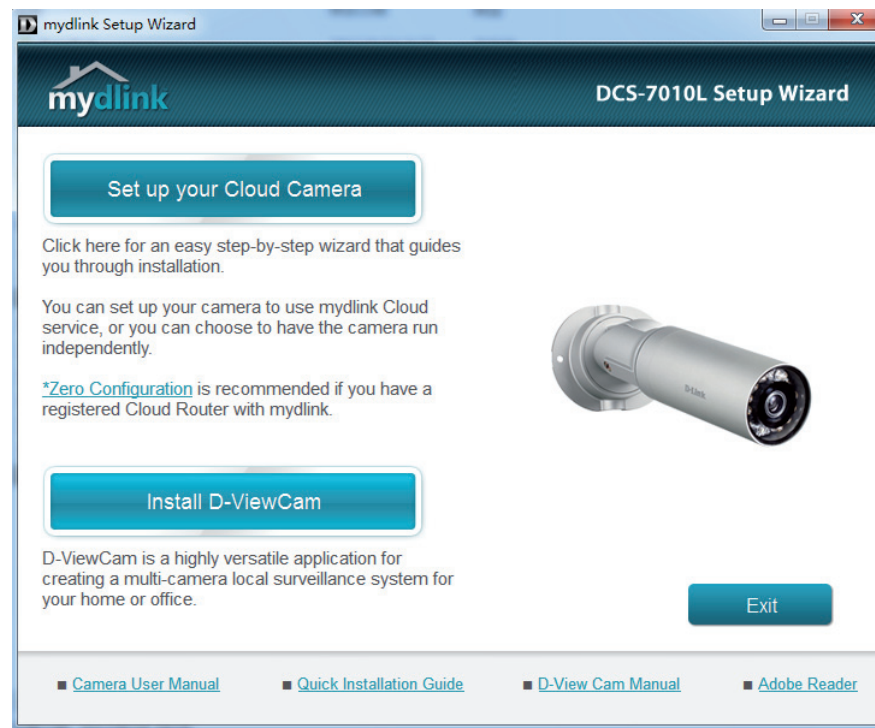 mydlink Setup Wizard
mydlink
DCS-7010L Setup Wizard
Set up your Cloud Camera
Click here for an easy step-by-step wizard that guides
you through installation.
You can set up your camera to use mydlink Cloud
service, or you can choose to have the camera run
independently.
*Zero Configuration is recommended if you have a
registered Cloud Router with mydlink.
D-Link
Install D-ViewCam
D-ViewCam is a highly versatile application for
creating a multi-camera local surveillance system for
your home or office.
Exit
Camera User Manual
Quick Installation Guide
D-View Cam Manual
Adobe Reader